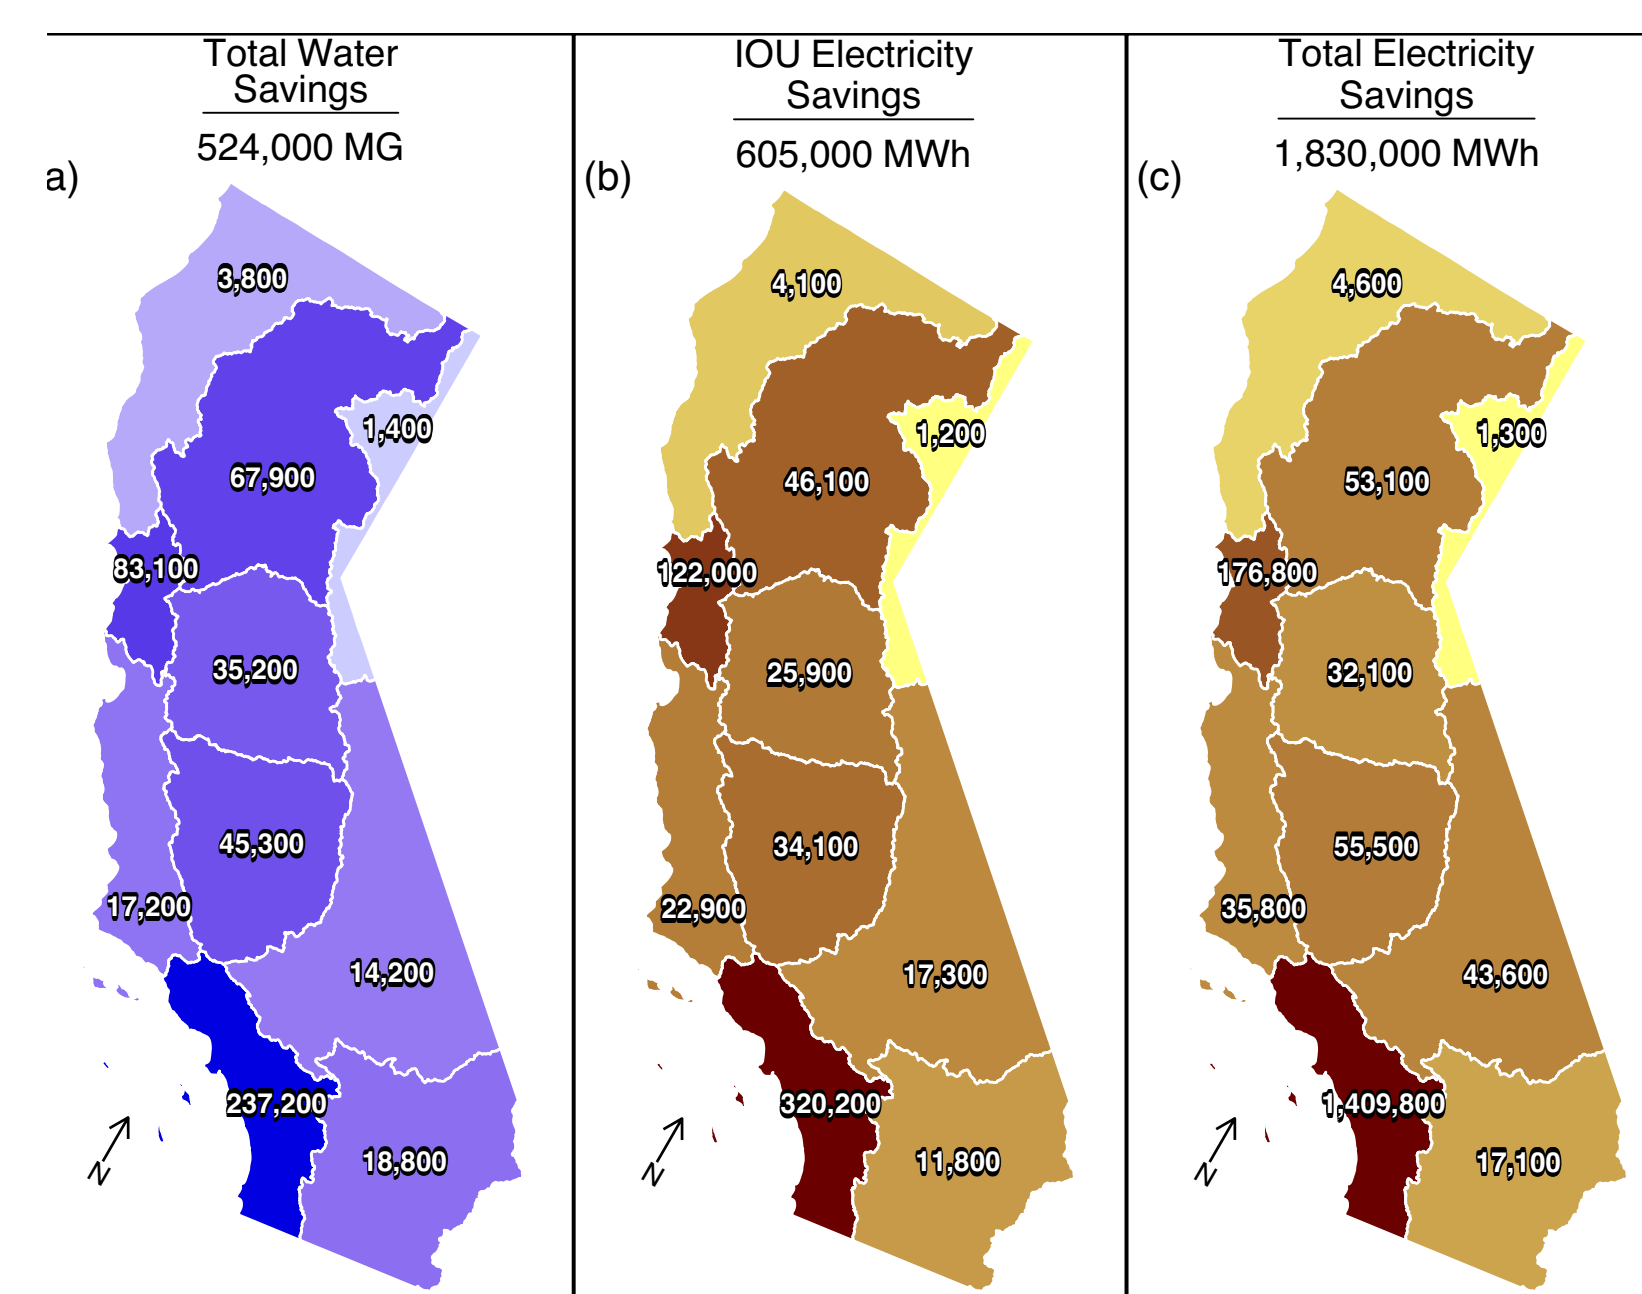 Total Water
Savings
524,000 MG
a)
3,800
1,400
67,900
83,100
35,200
45,300
17,200
14,200
237,200
18,800
N
IOU Electricity
Savings
605,000 MWh
(b)
4,100
1,200
46,100
122,000
25,900
34,100
22,900
17,300
320,200
11,800
N
Total Electricity
Savings
1,830,000 MWh
(c)
4,600
1,300
53,100
176,800
32,100
55,500
35,800
43,600
1,409,800
17,100
N